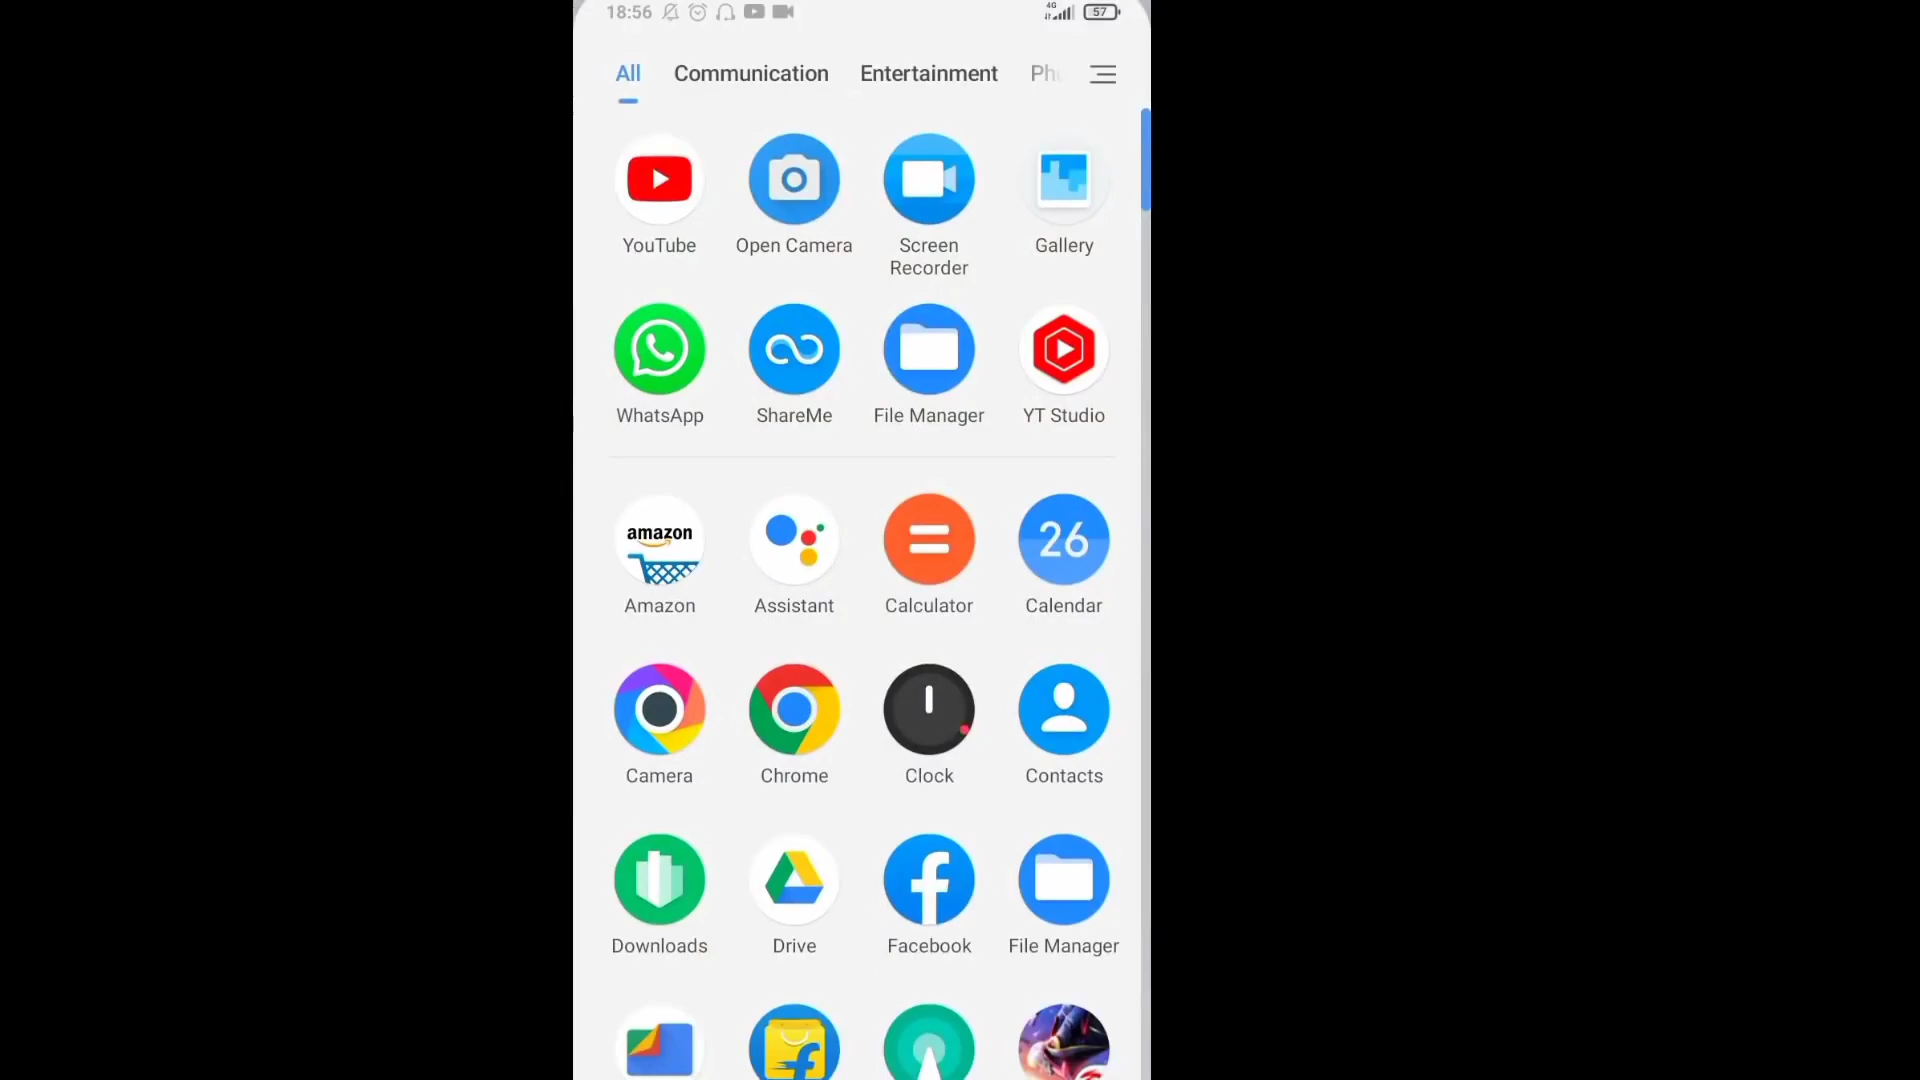 18:56
4G
57
All Communication Entertainment
YouTube Open Camera Screen Recorder Gallery
WhatsApp ShareMe File Manager YT Studio
amazon
26
Amazon Assistant Calculator Calendar
Camera Chrome Clock Contacts
Downloads Drive Facebook File Manager